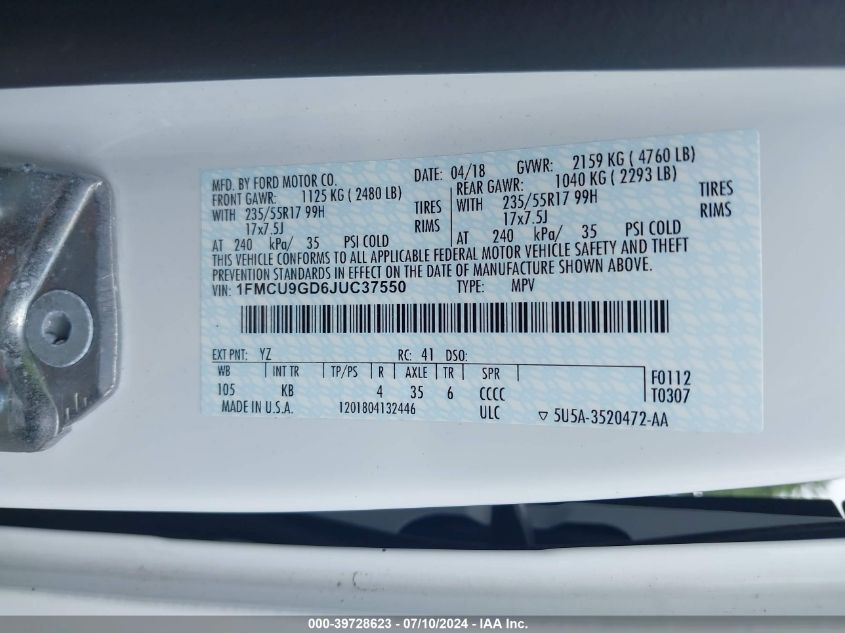 MFD. BY FORD MOTOR CO. DATE: 04/18 GVWR: 2159 KG ( 4760 LB)
FRONT GAWR: 1125 KG ( 2480 LB) REAR GAWR: 1040 KG ( 2293 LB)
WITH 235/55R17 99H TIRES WITH 235/55R17 99H TIRES
17x7.5J RIMS 17x7.5J RIMS
AT 240 kPa/ 35 PSI COLD AT 240 kPa/ 35 PSI COLD
THIS VEHICLE CONFORMS TO ALL APPLICABLE FEDERAL MOTOR VEHICLE SAFETY AND THEFT
PREVENTION STANDARDS IN EFFECT ON THE DATE OF MANUFACTURE SHOWN ABOVE.
VIN: 1FMCU9GD6JUC37550 TYPE: MPV
EXT PNT: YZ RC: 41 DSO:
WB INT TR TP/PS R AXLE TR SPR F0112
105 KB 4 35 6 CCCC T0307
MADE IN U.S.A. 1201804132446 ULC ▽ 5U5A-3520472-AA
000-39728623 - 07/10/2024 - IAA Inc.